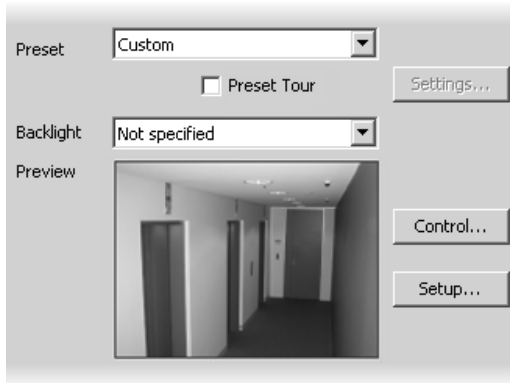 Preset
Custom
Preset Tour
Settings...
Backlight
Not specified
Preview
Control...
Setup...